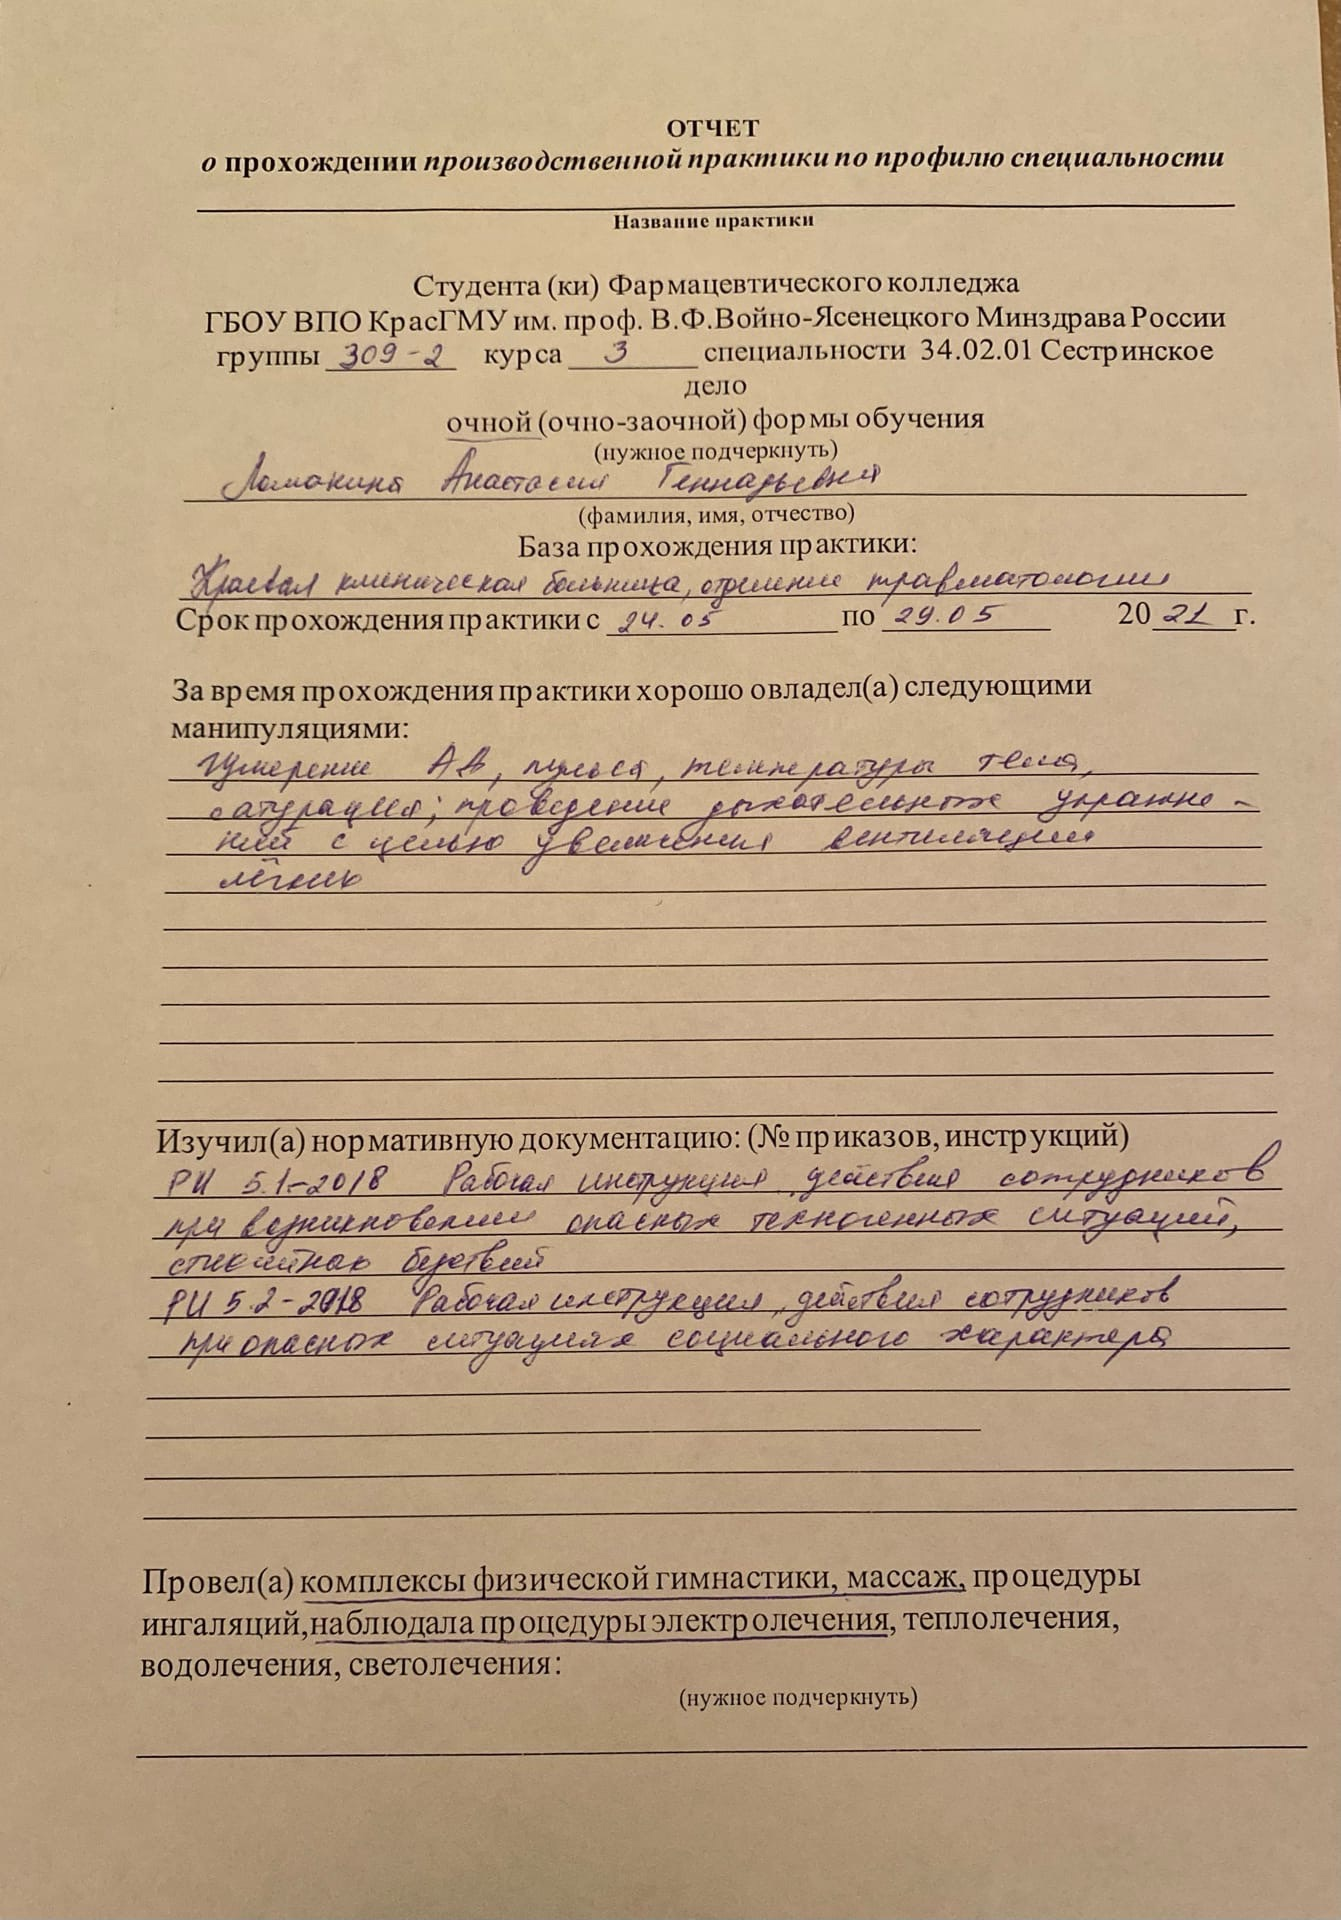 ОТЧЕТ
о прохождении производственной практики по профилю специальности
Название практики
Студента (ки) Фармацевтического колледжа
ГБОУ ВПО КрасГМУ им. проф. В.Ф.Войно-Ясенецкого Минздрава России
группы 309-2 курса 3 специальности 34.02.01 Сестринское
дело
очной (очно-заочной) формы обучения
(нужное подчеркнуть)
Ломакина Анастасия Геннадьевна
(фамилия, имя, отчество)
База прохождения практики:
Краевая клиническая больница, отделение травматологии
Срок прохождения практики с 24.05 по 29.05 2021 г.
За время прохождения практики хорошо овладел(а) следующими
манипуляциями:
Измерение АД, пульса, температуры тела,
сатурация; проведение дыхательных упражне-
ний с целью увеличения вентиляции
лёгких
Изучил(а) нормативную документацию: (№ приказов, инструкций)
РИ 5.1-2018 Рабочая инструкция действия сотрудников
при возникновении опасных техногенных ситуаций,
стихийных бедствий
РИ 5.2-2018 Рабочая инструкция действия сотрудников
при опасных ситуациях социального характера
Провел(а) комплексы физической гимнастики, массаж, процедуры
ингаляций,наблюдала процедуры электролечения, теплолечения,
водолечения, светолечения:
(нужное подчеркнуть)